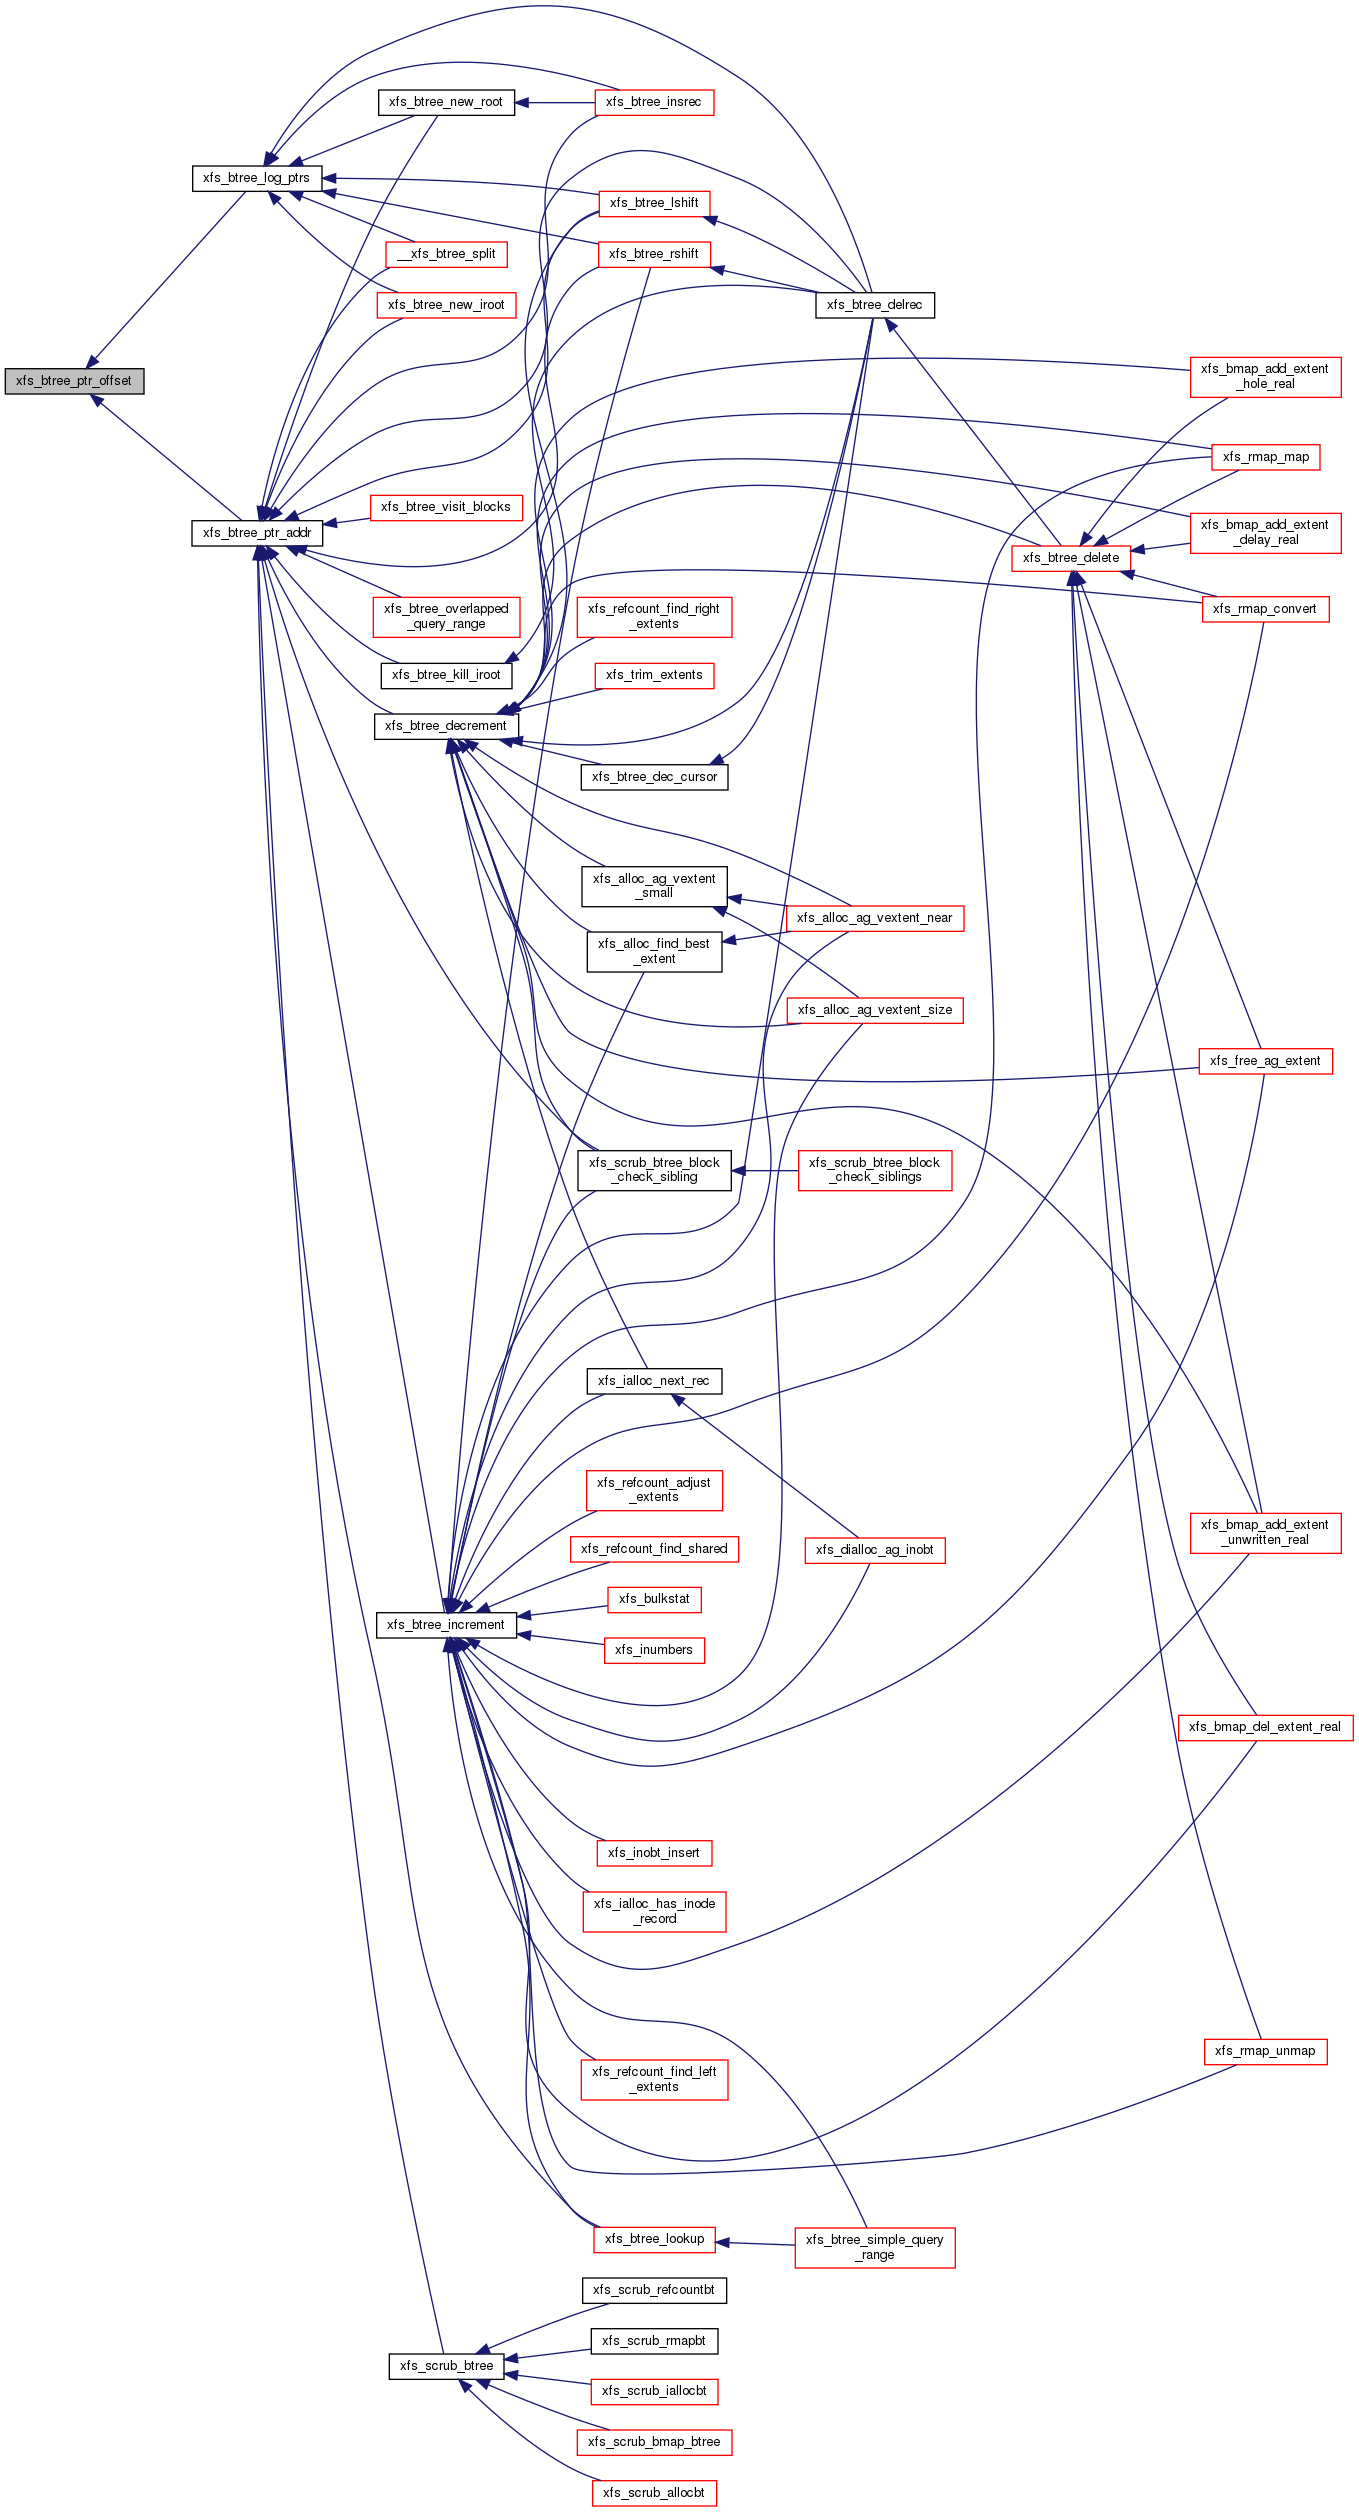 xfs_btree_new_root
xfs_btree_insrec
xfs_btree_log_ptrs
xfs_btree_lshift
__xfs_btree_split
xfs_btree_rshift
xfs_btree_new_iroot
xfs_btree_delrec
xfs_btree_ptr_offset
xfs_bmap_add_extent
_hole_real
xfs_rmap_map
xfs_btree_visit_blocks
xfs_btree_ptr_addr
xfs_bmap_add_extent
_delay_real
xfs_btree_delete
xfs_btree_overlapped
_query_range
xfs_refcount_find_right
_extents
xfs_rmap_convert
xfs_btree_kill_iroot
xfs_trim_extents
xfs_btree_decrement
xfs_btree_dec_cursor
xfs_alloc_ag_vextent
_small
xfs_alloc_ag_vextent_near
xfs_alloc_find_best
_extent
xfs_alloc_ag_vextent_size
xfs_free_ag_extent
xfs_scrub_btree_block
_check_sibling
xfs_scrub_btree_block
_check_siblings
xfs_ialloc_next_rec
xfs_refcount_adjust
_extents
xfs_bmap_add_extent
_unwritten_real
xfs_refcount_find_shared
xfs_dialloc_ag_inobt
xfs_bulkstat
xfs_btree_increment
xfs_inumbers
xfs_bmap_del_extent_real
xfs_inobt_insert
xfs_ialloc_has_inode
_record
xfs_rmap_unmap
xfs_refcount_find_left
_extents
xfs_btree_lookup
xfs_btree_simple_query
_range
xfs_scrub_refcountbt
xfs_scrub_rmapbt
xfs_scrub_btree
xfs_scrub_iallocbt
xfs_scrub_bmap_btree
xfs_scrub_allocbt